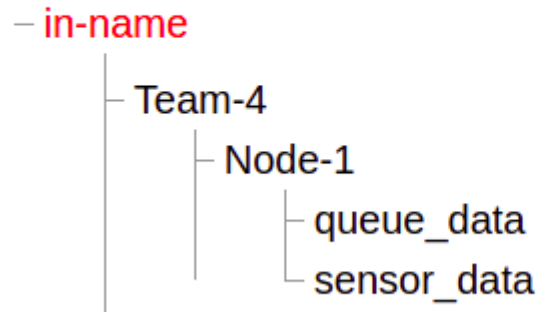 in-name
Team-4
Node-1
queue_data
sensor_data